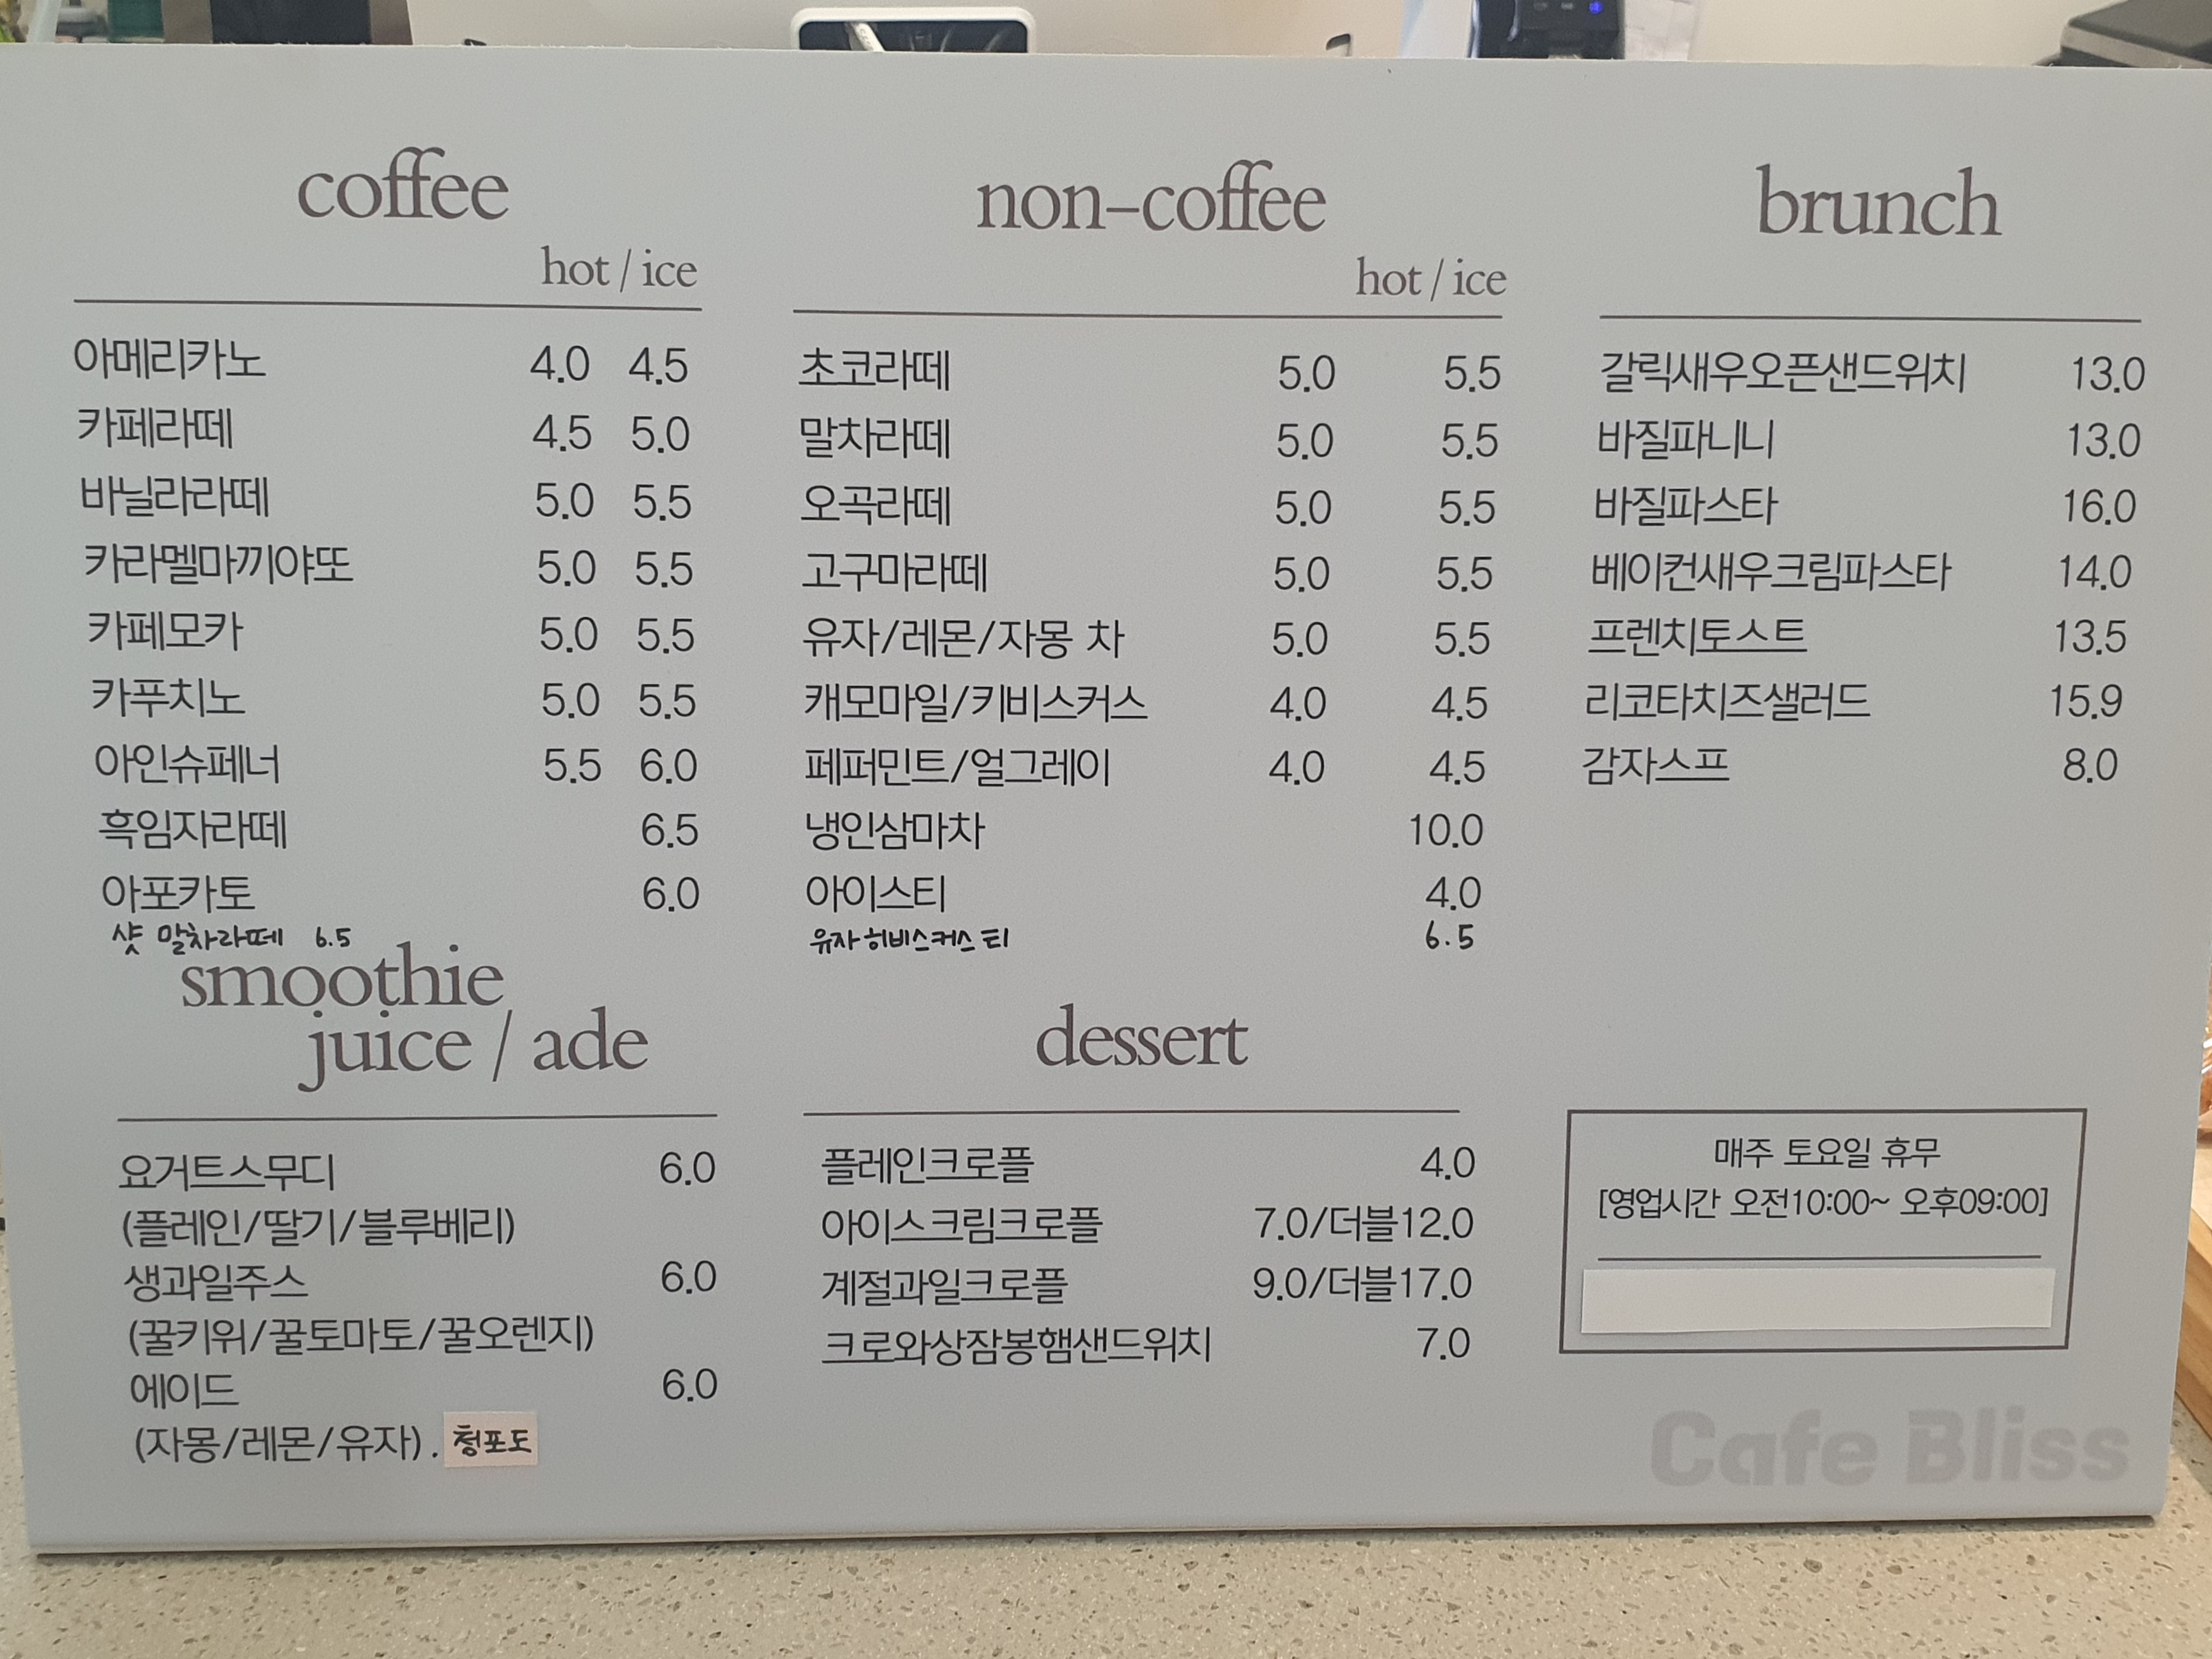 coffee
hot / ice
아메리카노 4.0 4.5
카페라떼 4.5 5.0
바닐라라떼 5.0 5.5
카라멜마끼야또 5.0 5.5
카페모카 5.0 5.5
카푸치노 5.0 5.5
아인슈페너 5.5 6.0
흑임자라떼 6.5
아포카토 6.0
샷 말차라떼 6.5
smoothie
juice / ade
요거트스무디 6.0
(플레인/딸기/블루베리)
생과일주스 6.0
(꿀키위/꿀토마토/꿀오렌지)
에이드 6.0
(자몽/레몬/유자). 청포도
non-coffee
hot / ice
초코라떼 5.0 5.5
말차라떼 5.0 5.5
오곡라떼 5.0 5.5
고구마라떼 5.0 5.5
유자/레몬/자몽 차 5.0 5.5
캐모마일/키비스커스 4.0 4.5
페퍼민트/얼그레이 4.0 4.5
냉인삼마차 10.0
아이스티 4.0
유자히비스커스티 6.5
dessert
플레인크로플 4.0
아이스크림크로플 7.0/더블12.0
계절과일크로플 9.0/더블17.0
크로와상잠봉햄샌드위치 7.0
brunch
갈릭새우오픈샌드위치 13.0
바질파니니 13.0
바질파스타 16.0
베이컨새우크림파스타 14.0
프렌치토스트 13.5
리코타치즈샐러드 15.9
감자스프 8.0
매주 토요일 휴무
[영업시간 오전10:00~ 오후09:00]
Cafe Bliss